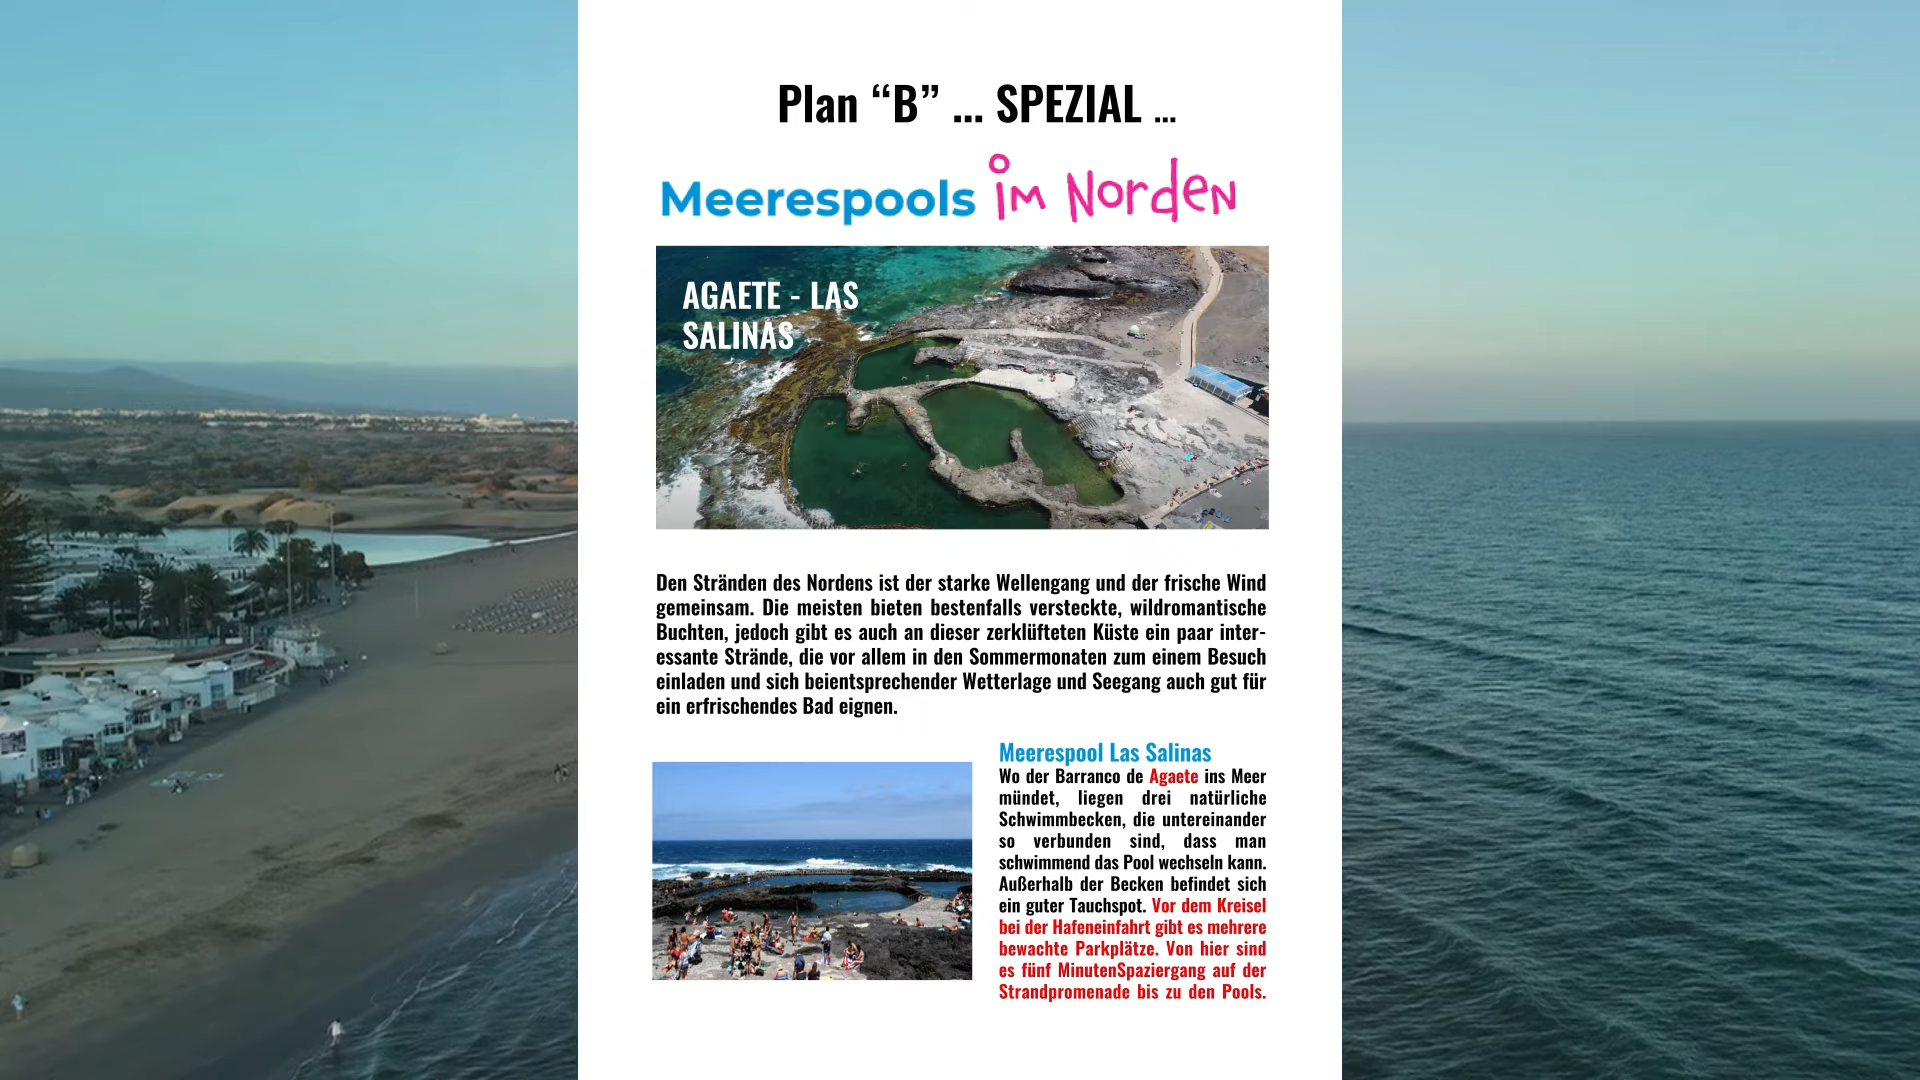 Plan “B” ... SPEZIAL ...
Meerespools im Norden
AGAETE - LAS
SALINAS
Den Stränden des Nordens ist der starke Wellengang und der frische Wind
gemeinsam. Die meisten bieten bestenfalls versteckte, wildromantische
Buchten, jedoch gibt es auch an dieser zerklüfteten Küste ein paar inter-
essante Strände, die vor allem in den Sommermonaten zum einem Besuch
einladen und sich beientsprechender Wetterlage und Seegang auch gut für
ein erfrischendes Bad eignen.
Meerespool Las Salinas
Wo der Barranco de Agaete ins Meer
mündet, liegen drei natürliche
Schwimmbecken, die untereinander
so verbunden sind, dass man
schwimmend das Pool wechseln kann.
Außerhalb der Becken befindet sich
ein guter Tauchspot. Vor dem Kreisel
bei der Hafeneinfahrt gibt es mehrere
bewachte Parkplätze. Von hier sind
es fünf MinutenSpaziergang auf der
Strandpromenade bis zu den Pools.